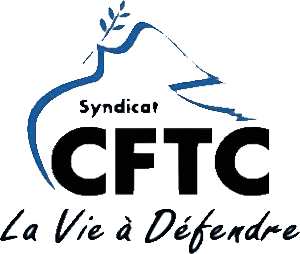 Syndicat
CFTC
La Vie à Défendre